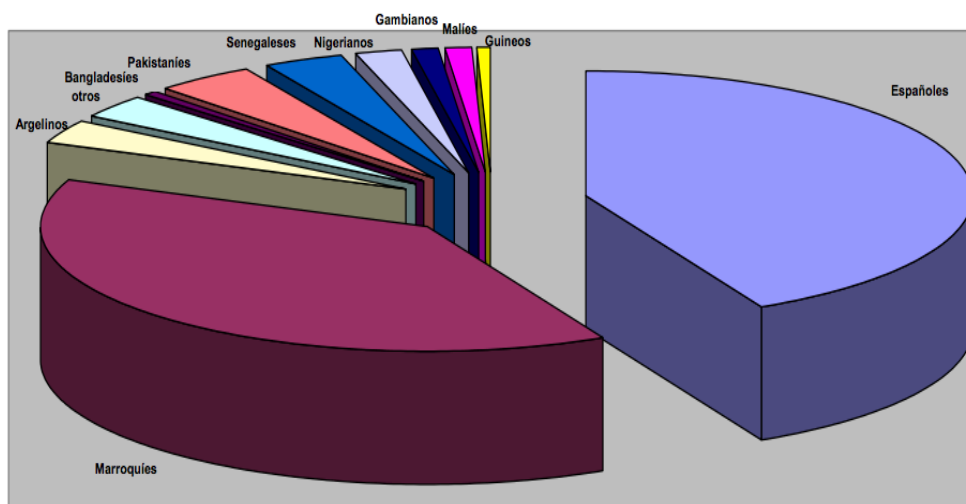 Gambianos
Malíes
Guineos
Nigerianos
Senegaleses
Pakistaníes
Bangladesíes
otros
Argelinos
Españoles
Marroquíes